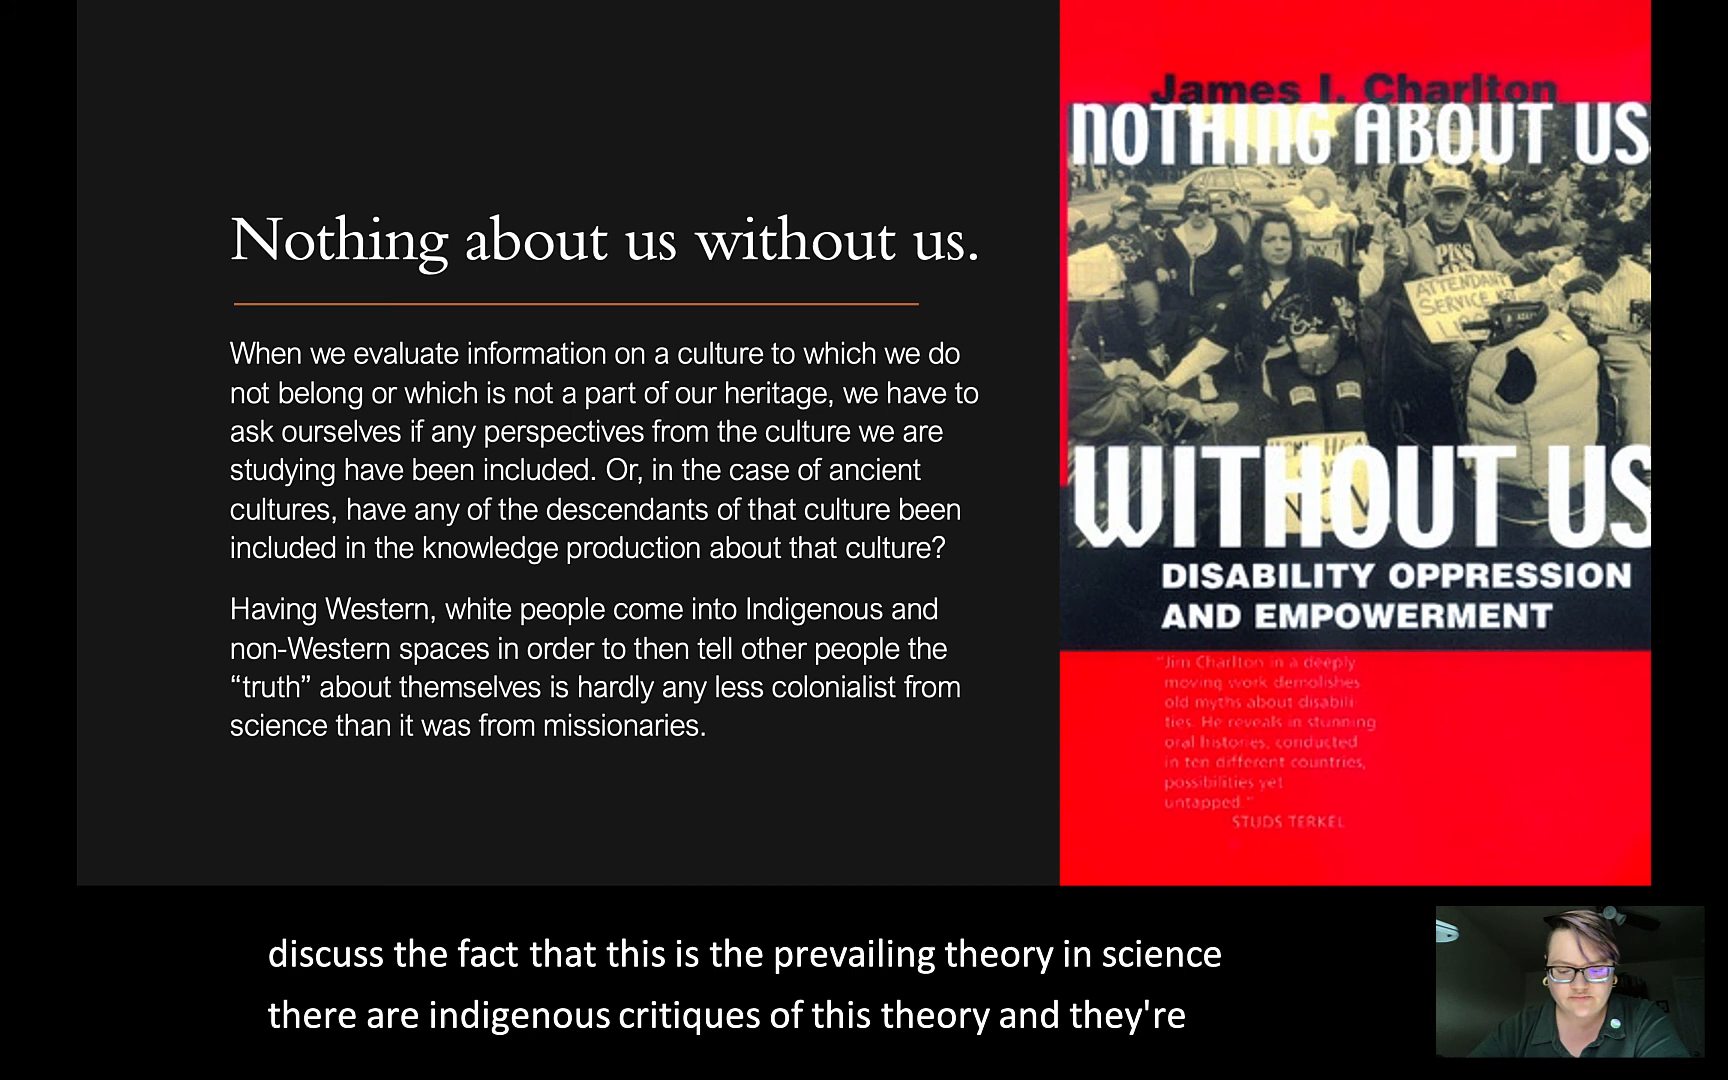 Nothing about us without us.
When we evaluate information on a culture to which we do
not belong or which is not a part of our heritage, we have to
ask ourselves if any perspectives from the culture we are
studying have been included. Or, in the case of ancient
cultures, have any of the descendants of that culture been
included in the knowledge production about that culture?
Having Western, white people come into Indigenous and
non-Western spaces in order to then tell other people the
“truth” about themselves is hardly any less colonialist from
science than it was from missionaries.
James I. Charlton
NOTHING ABOUT US
PISS
ATTENDANT
SERVICE
WITHOUT US
DISABILITY OPPRESSION
AND EMPOWERMENT
"Jim Charlton in a deeply
moving work demolishes
old myths about disabili
ties. He reveals in stunning
oral histories, conducted
in ten different countries,
possibilities yet
untapped."
STUDS TERKEL
discuss the fact that this is the prevailing theory in science
there are indigenous critiques of this theory and they're